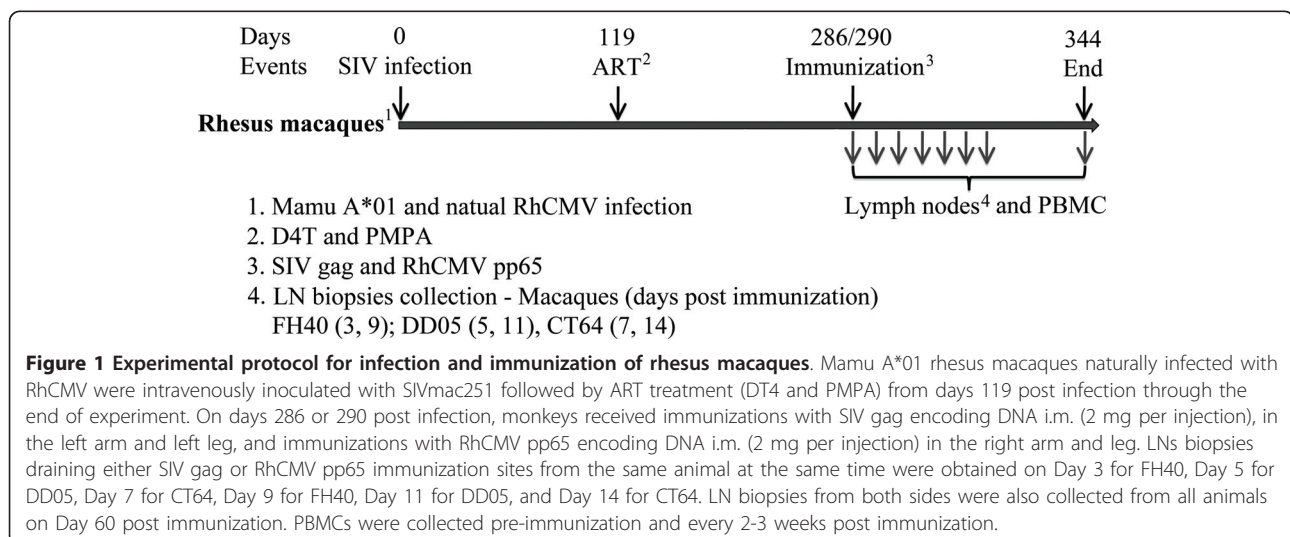 Days 0 119 286/290 344
Events SIV infection ART2 Immunization3 End
Rhesus macaques1
Lymph nodes4 and PBMC
1. Mamu A*01 and natual RhCMV infection
2. D4T and PMPA
3. SIV gag and RhCMV pp65
4. LN biopsies collection - Macaques (days post immunization)
FH40 (3, 9); DD05 (5, 11), CT64 (7, 14)
Figure 1 Experimental protocol for infection and immunization of rhesus macaques. Mamu A*01 rhesus macaques naturally infected with
RhCMV were intravenously inoculated with SIVmac251 followed by ART treatment (DT4 and PMPA) from days 119 post infection through the
end of experiment. On days 286 or 290 post infection, monkeys received immunizations with SIV gag encoding DNA i.m. (2 mg per injection), in
the left arm and left leg, and immunizations with RhCMV pp65 encoding DNA i.m. (2 mg per injection) in the right arm and leg. LNs biopsies
draining either SIV gag or RhCMV pp65 immunization sites from the same animal at the same time were obtained on Day 3 for FH40, Day 5 for
DD05, Day 7 for CT64, Day 9 for FH40, Day 11 for DD05, and Day 14 for CT64. LN biopsies from both sides were also collected from all animals
on Day 60 post immunization. PBMCs were collected pre-immunization and every 2-3 weeks post immunization.